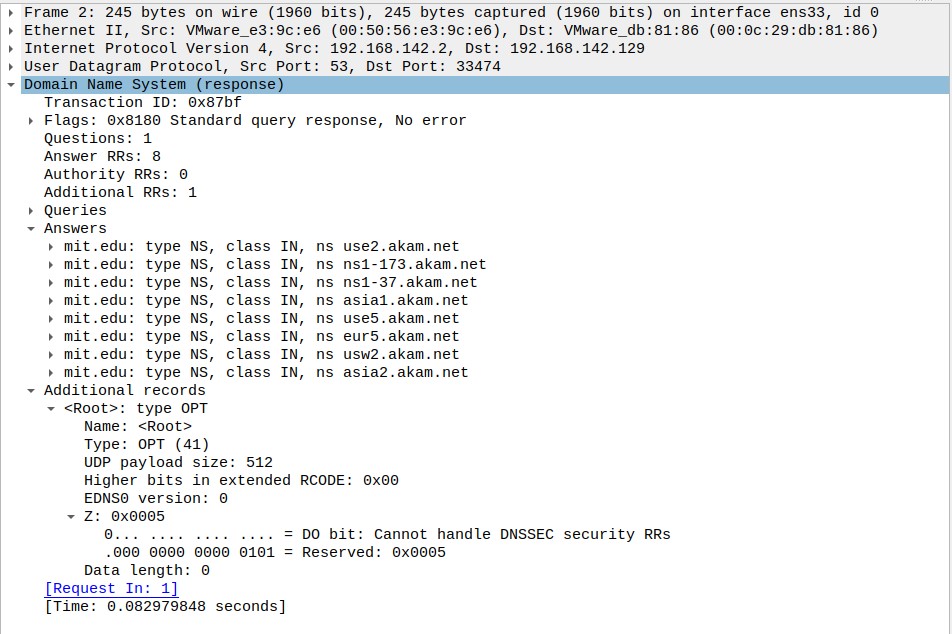 Frame 2: 245 bytes on wire (1960 bits), 245 bytes captured (1960 bits) on interface ens33, id 0
Ethernet II, Src: VMware_e3:9c:e6 (00:50:56:e3:9c:e6), Dst: VMware_db:81:86 (00:0c:29:db:81:86)
Internet Protocol Version 4, Src: 192.168.142.2, Dst: 192.168.142.129
User Datagram Protocol, Src Port: 53, Dst Port: 33474
Domain Name System (response)
Transaction ID: 0x87bf
Flags: 0x8180 Standard query response, No error
Questions: 1
Answer RRs: 8
Authority RRs: 0
Additional RRs: 1
Queries
Answers
mit.edu: type NS, class IN, ns use2.akam.net
mit.edu: type NS, class IN, ns ns1-173.akam.net
mit.edu: type NS, class IN, ns ns1-37.akam.net
mit.edu: type NS, class IN, ns asia1.akam.net
mit.edu: type NS, class IN, ns use5.akam.net
mit.edu: type NS, class IN, ns eur5.akam.net
mit.edu: type NS, class IN, ns usw2.akam.net
mit.edu: type NS, class IN, ns asia2.akam.net
Additional records
<Root>: type OPT
Name: <Root>
Type: OPT (41)
UDP payload size: 512
Higher bits in extended RCODE: 0x00
EDNS0 version: 0
Z: 0x0005
0... .... .... .... = DO bit: Cannot handle DNSSEC security RRs
.000 0000 0000 0101 = Reserved: 0x0005
Data length: 0
[Request In: 1]
[Time: 0.082979848 seconds]